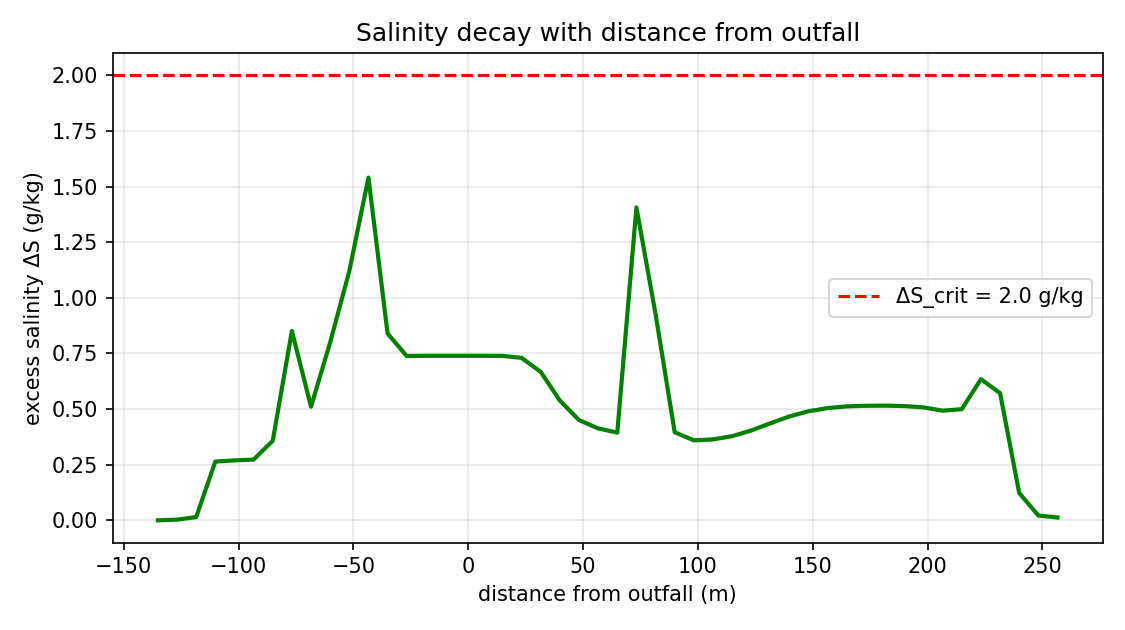 Salinity decay with distance from outfall
excess salinity ΔS (g/kg)
2.00
1.75
1.50
1.25
1.00
0.75
0.50
0.25
0.00
ΔS_crit = 2.0 g/kg
−150 −100 −50 0 50 100 150 200 250
distance from outfall (m)